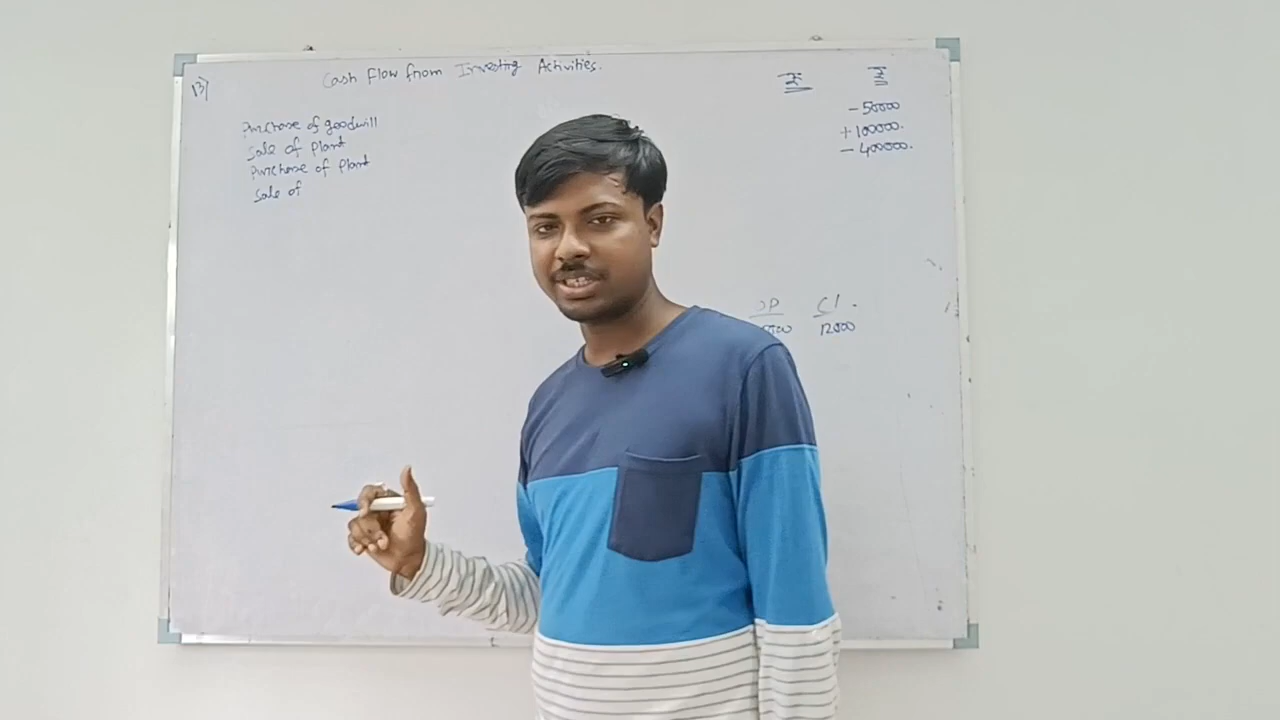 13)
Cash Flow from Investing Activities.
₹ ₹
Purchase of goodwill -50000
Sale of Plant +100000.
Purchase of Plant -400000.
Sale of
OP Cl.
12000